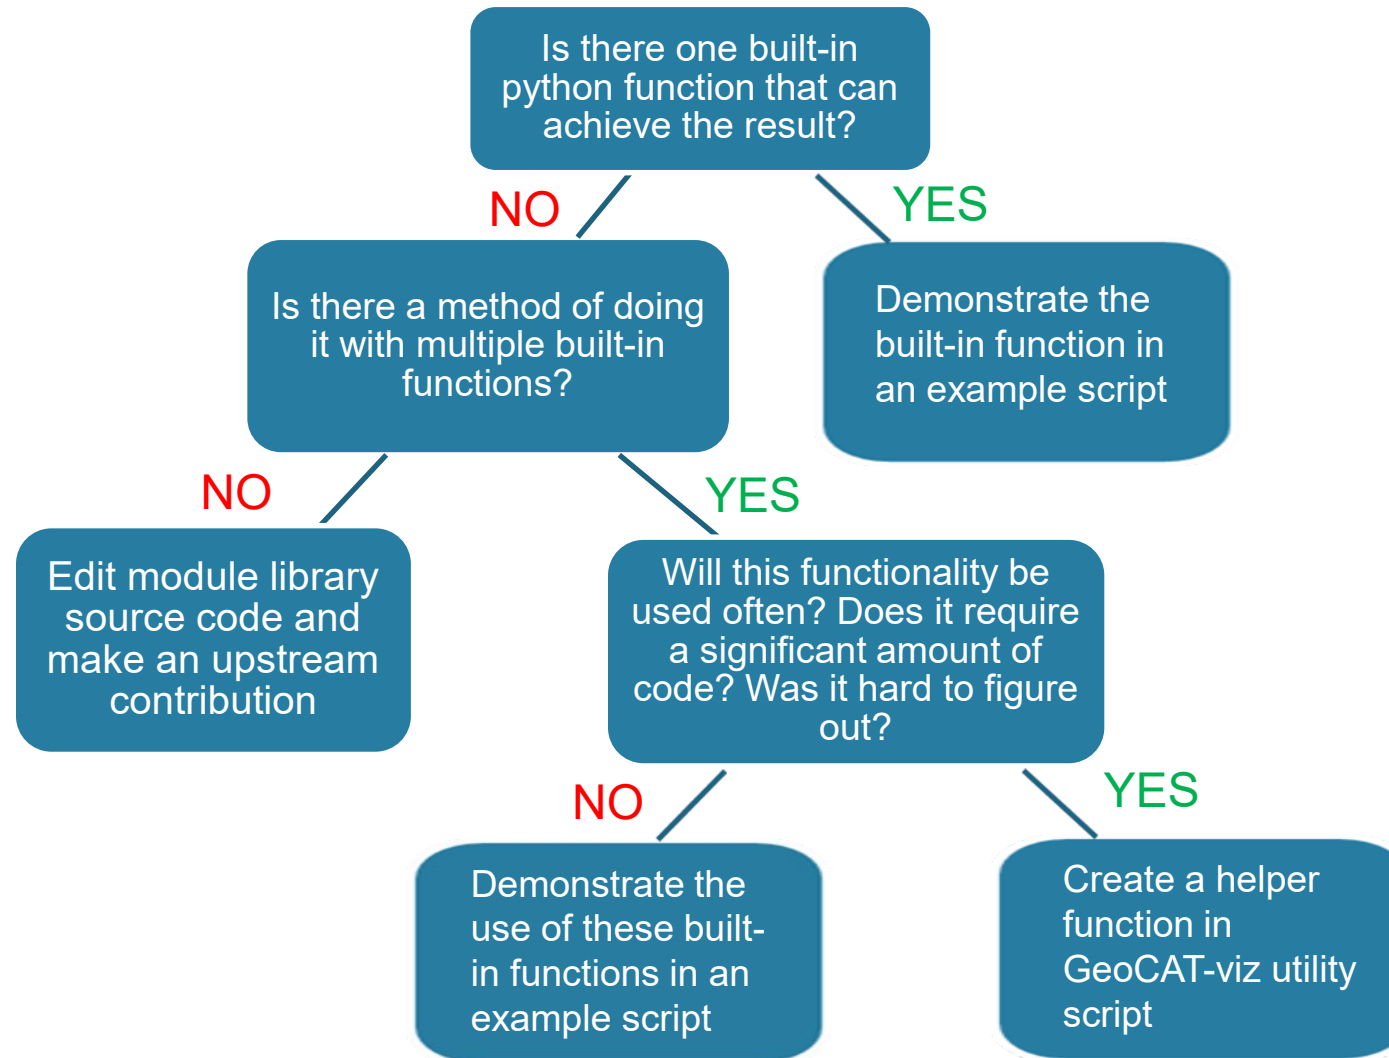 Is there one built-in
python function that can
achieve the result?
NO
YES
Is there a method of doing
it with multiple built-in
functions?
Demonstrate the
built-in function in
an example script
NO
YES
Edit module library
source code and
make an upstream
contribution
Will this functionality be
used often? Does it require
a significant amount of
code? Was it hard to figure
out?
NO
YES
Demonstrate the
use of these built-
in functions in an
example script
Create a helper
function in
GeoCAT-viz utility
script